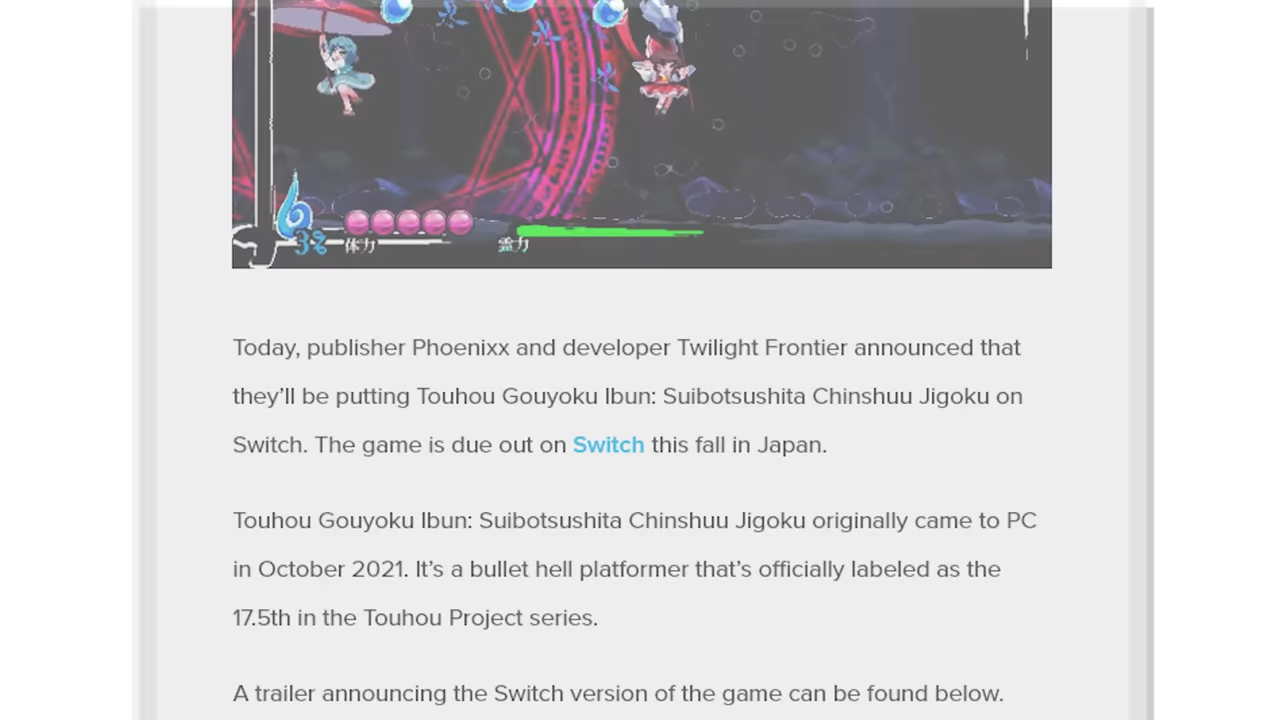 3%
体力
霊力
Today, publisher Phoenixx and developer Twilight Frontier announced that
they’ll be putting Touhou Gouyoku Ibun: Suibotsushita Chinshuu Jigoku on
Switch. The game is due out on Switch this fall in Japan.
Touhou Gouyoku Ibun: Suibotsushita Chinshuu Jigoku originally came to PC
in October 2021. It’s a bullet hell platformer that’s officially labeled as the
17.5th in the Touhou Project series.
A trailer announcing the Switch version of the game can be found below.